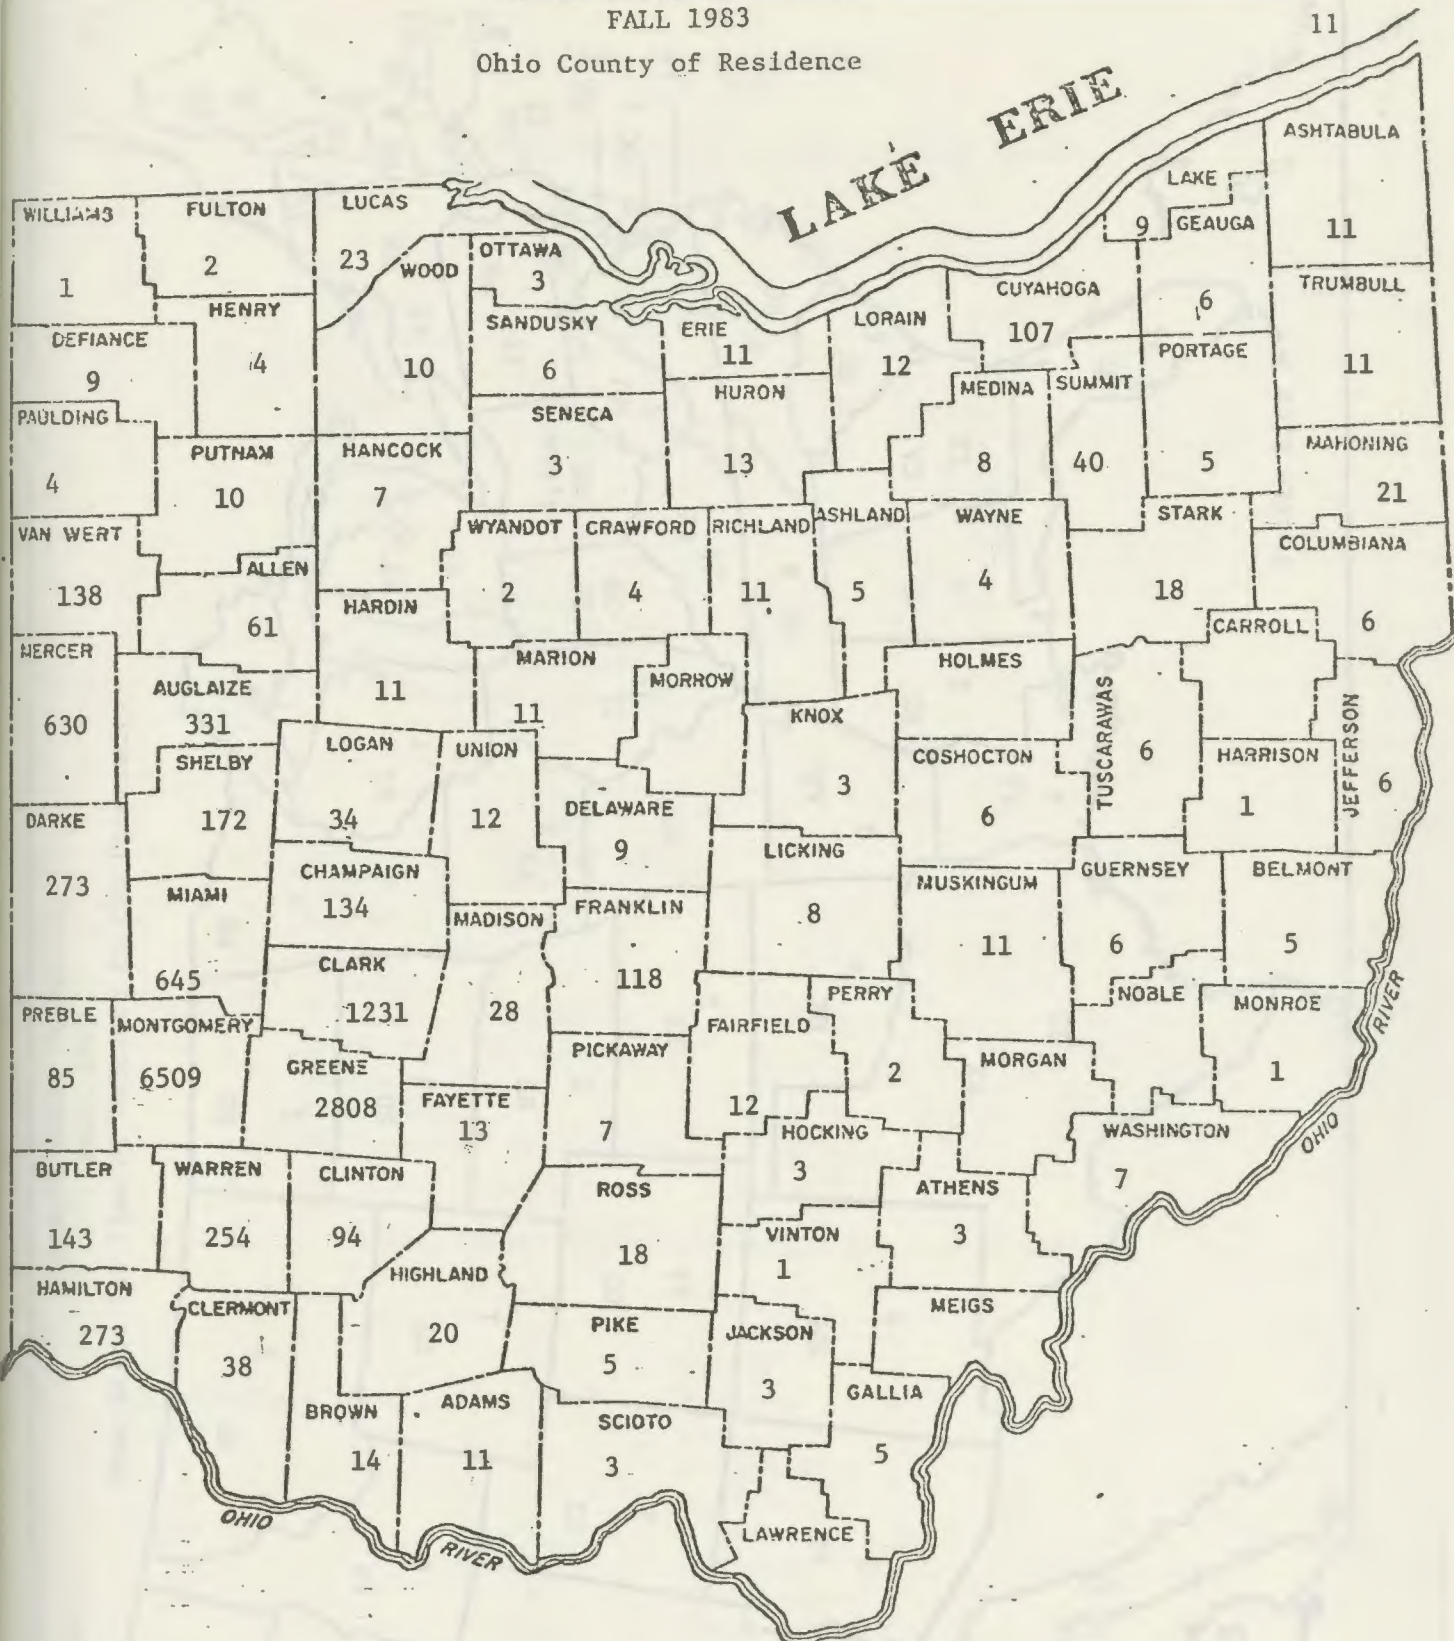 FALL 1983
11
Ohio County of Residence
LAKE ERIE
ASHTABULA
11
LAKE
9
GEAUGA
6
WILLIAMS
1
FULTON
2
LUCAS
23
WOOD
10
OTTAWA
3
SANDUSKY
6
ERIE
11
LORAIN
12
CUYAHOGA
107
TRUMBULL
11
HENRY
4
DEFIANCE
9
PORTAGE
5
MEDINA
8
SUMMIT
40
HURON
13
SENECA
3
PAULDING
4
PUTNAM
10
HANCOCK
7
MAHONING
21
VAN WERT
138
ALLEN
61
WYANDOT
2
CRAWFORD
4
RICHLAND
11
ASHLAND
5
WAYNE
4
STARK
18
COLUMBIANA
6
HARDIN
11
CARROLL
MERCER
630
AUGLAIZE
331
MARION
11
MORROW
HOLMES
TUSCARAWAS
6
JEFFERSON
6
KNOX
3
LOGAN
34
UNION
12
COSHOCTON
6
HARRISON
1
SHELBY
172
DARKE
273
DELAWARE
9
LICKING
8
CHAMPAIGN
134
MIAMI
645
MUSKINGUM
11
GUERNSEY
6
BELMONT
5
MADISON
28
FRANKLIN
118
CLARK
1231
PERRY
2
NOBLE
MONROE
1
PREBLE
85
MONTGOMERY
6509
FAIRFIELD
12
GREENE
2808
PICKAWAY
7
MORGAN
FAYETTE
13
HOCKING
3
WASHINGTON
7
BUTLER
143
WARREN
254
CLINTON
94
ROSS
18
ATHENS
3
VINTON
1
HIGHLAND
20
HAMILTON
273
CLERMONT
38
PIKE
5
JACKSON
3
MEIGS
GALLIA
5
BROWN
14
ADAMS
11
SCIOTO
3
LAWRENCE
OHIO RIVER
OHIO RIVER